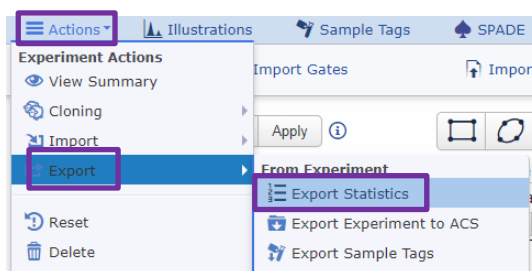 Actions Illustrations Sample Tags SPADE
Experiment Actions
View Summary
Import Gates Impor
Cloning
Import
Apply
Export
From Experiment
Export Statistics
Reset
Export Experiment to ACS
Delete
Export Sample Tags